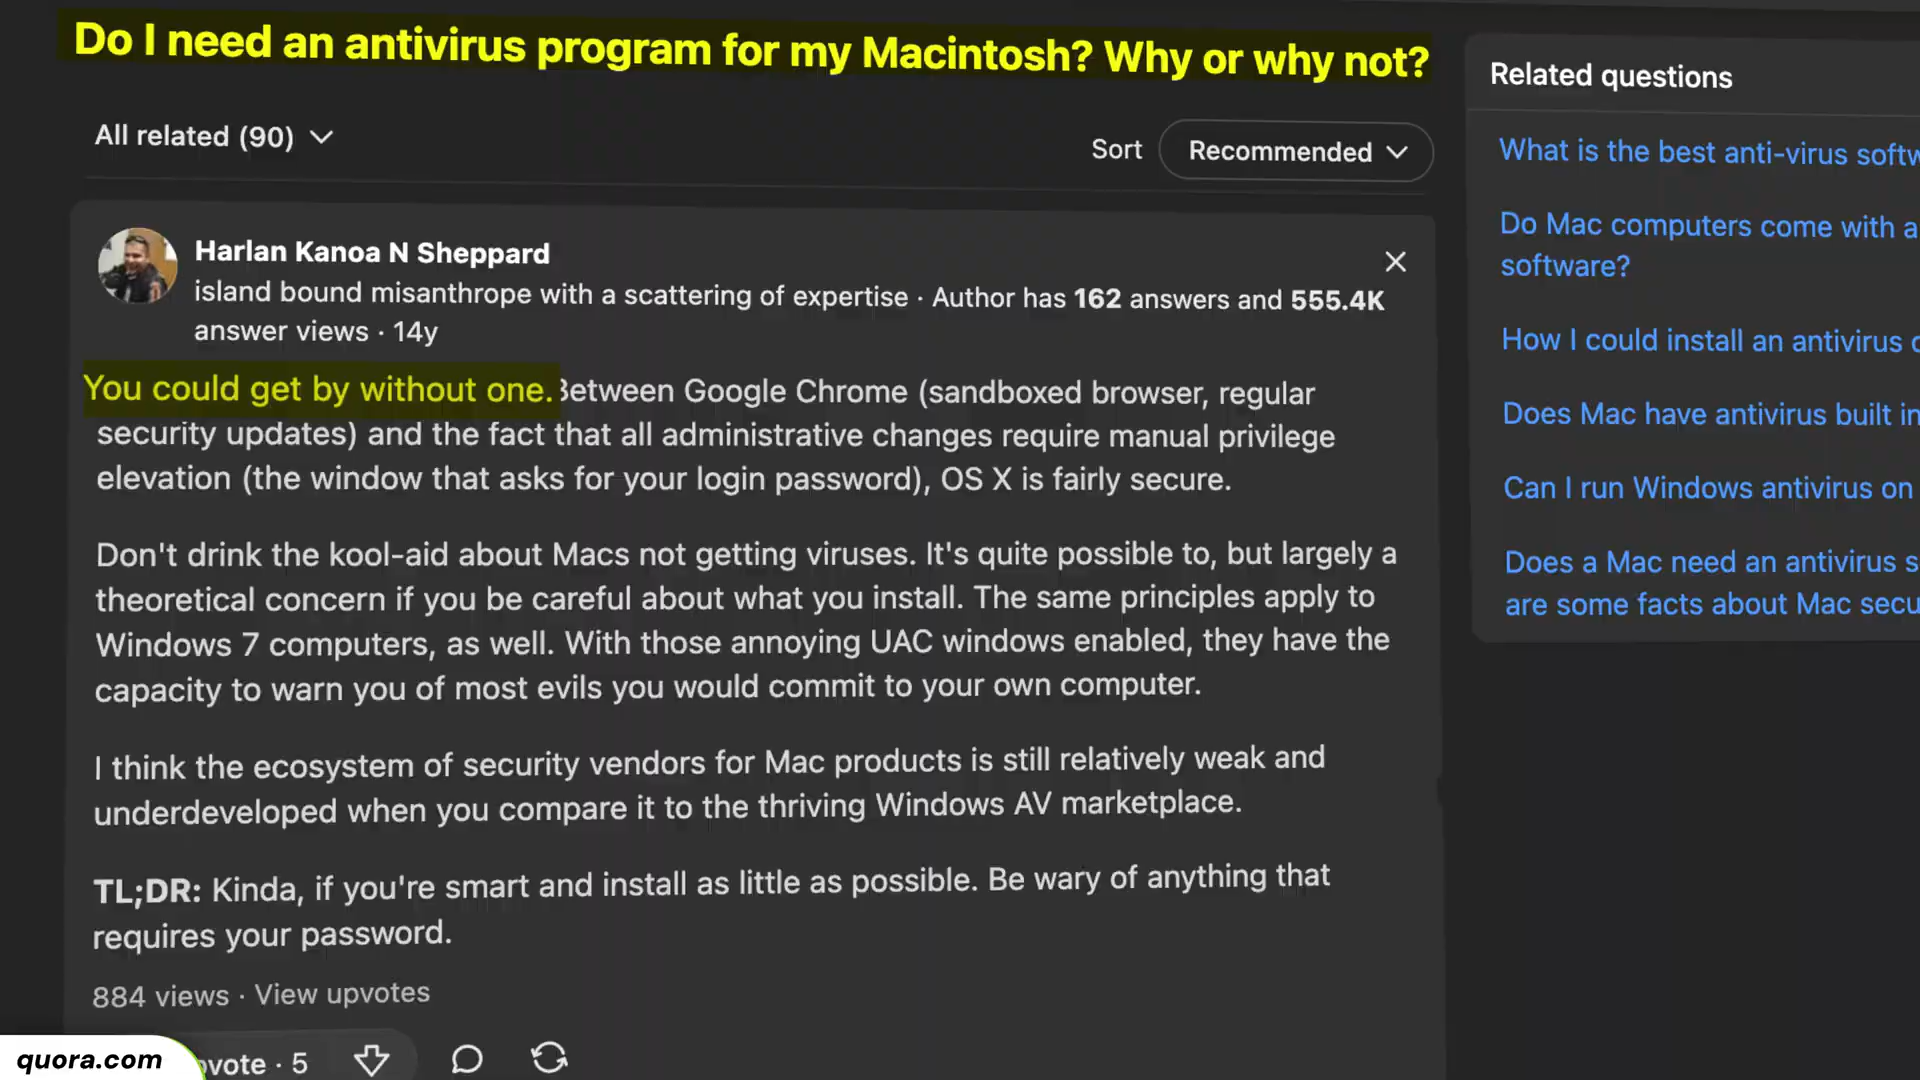 Do I need an antivirus program for my Macintosh? Why or why not?
All related (90)
Sort
Recommended
Harlan Kanoa N Sheppard
island bound misanthrope with a scattering of expertise · Author has 162 answers and 555.4K
answer views · 14y
You could get by without one. Between Google Chrome (sandboxed browser, regular
security updates) and the fact that all administrative changes require manual privilege
elevation (the window that asks for your login password), OS X is fairly secure.
Don't drink the kool-aid about Macs not getting viruses. It's quite possible to, but largely a
theoretical concern if you be careful about what you install. The same principles apply to
Windows 7 computers, as well. With those annoying UAC windows enabled, they have the
capacity to warn you of most evils you would commit to your own computer.
I think the ecosystem of security vendors for Mac products is still relatively weak and
underdeveloped when you compare it to the thriving Windows AV marketplace.
TL;DR: Kinda, if you're smart and install as little as possible. Be wary of anything that
requires your password.
884 views · View upvotes
pvote · 5
quora.com
Related questions
What is the best anti-virus softw
Do Mac computers come with a
software?
How I could install an antivirus
Does Mac have antivirus built in
Can I run Windows antivirus on
Does a Mac need an antivirus s
are some facts about Mac secu